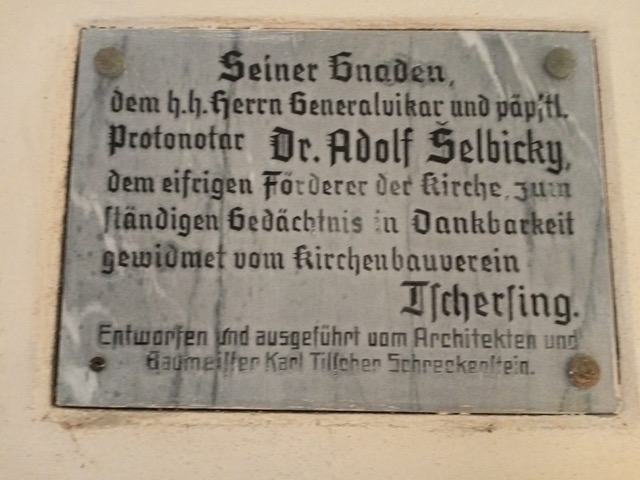 Seiner Gnaden,
dem h.h. Herrn Generalvikar und päpſtl.
Protonotar Dr. Adolf Šelbicky,
dem eifrigen Förderer der Kirche, zum
ſtändigen Gedächtnis in Dankbarkeit
gewidmet vom Kirchenbauverein
Tſcherſing.
Entworfen und ausgeführt vom Architekten und
Baumeiſter Karl Tilſcher Schreckenſtein.